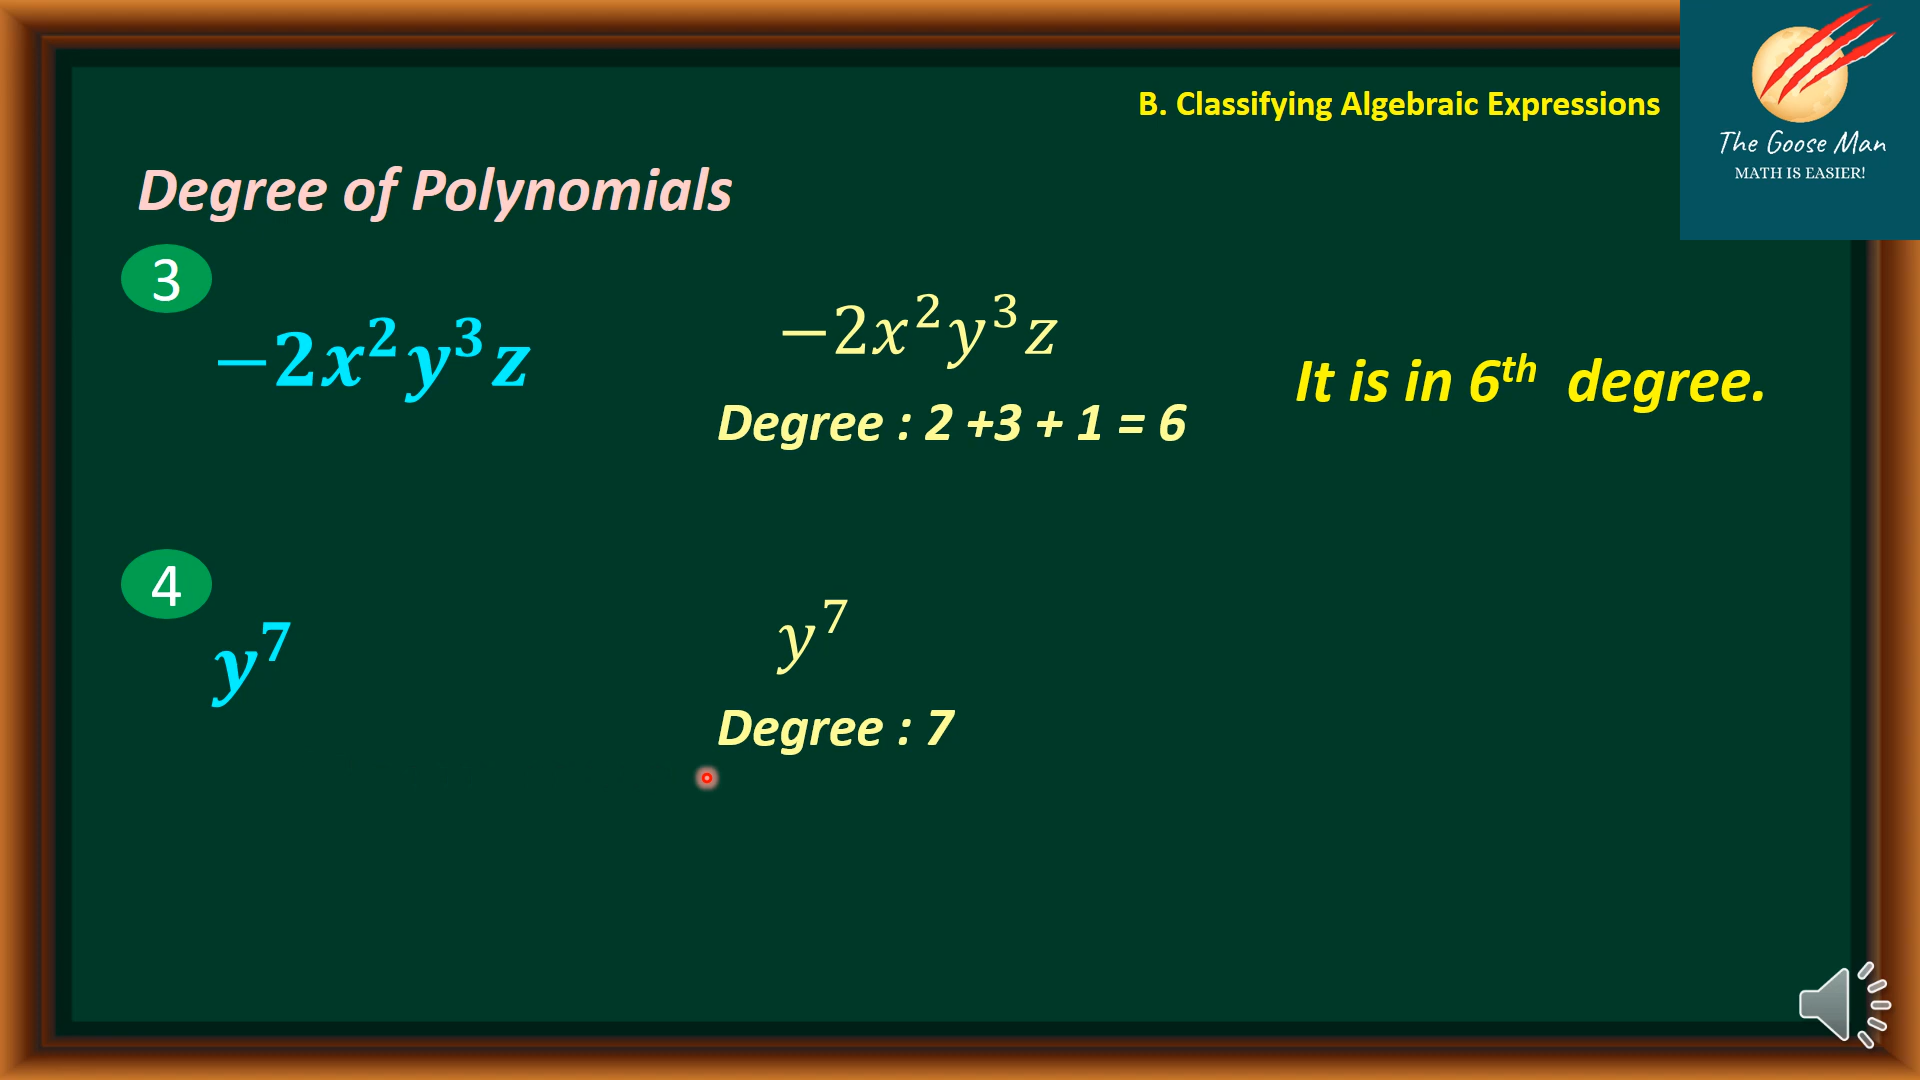 B. Classifying Algebraic Expressions
The Goose Man
MATH IS EASIER!
Degree of Polynomials
3
−2x²y³z
−2x²y³z
Degree : 2 +3 + 1 = 6
It is in 6ᵗʰ degree.
4
y⁷
y⁷
Degree : 7